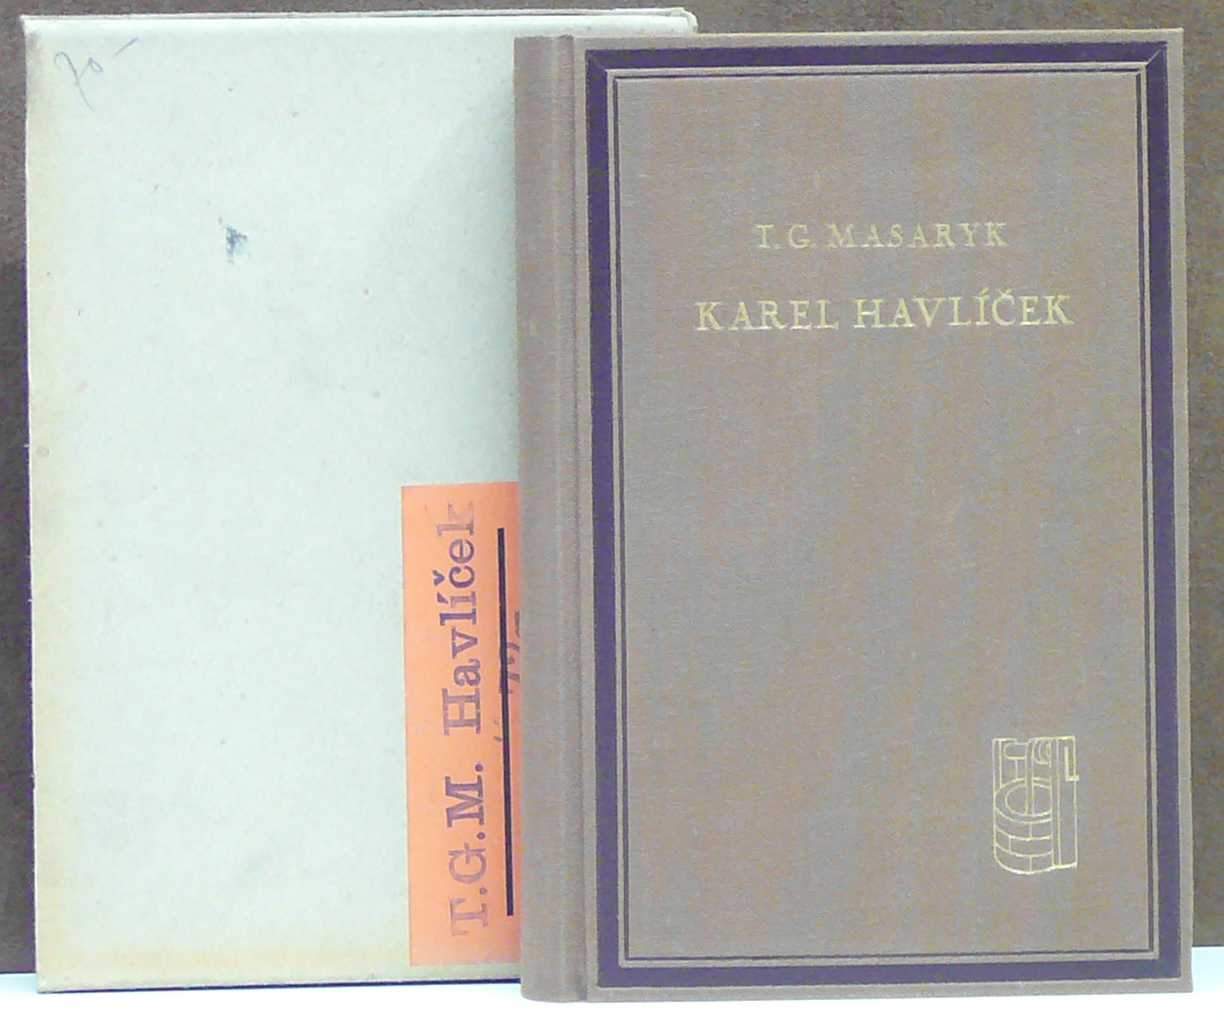 70
T. G. MASARYK
KAREL HAVLÍČEK
T.G.M. Havlíček